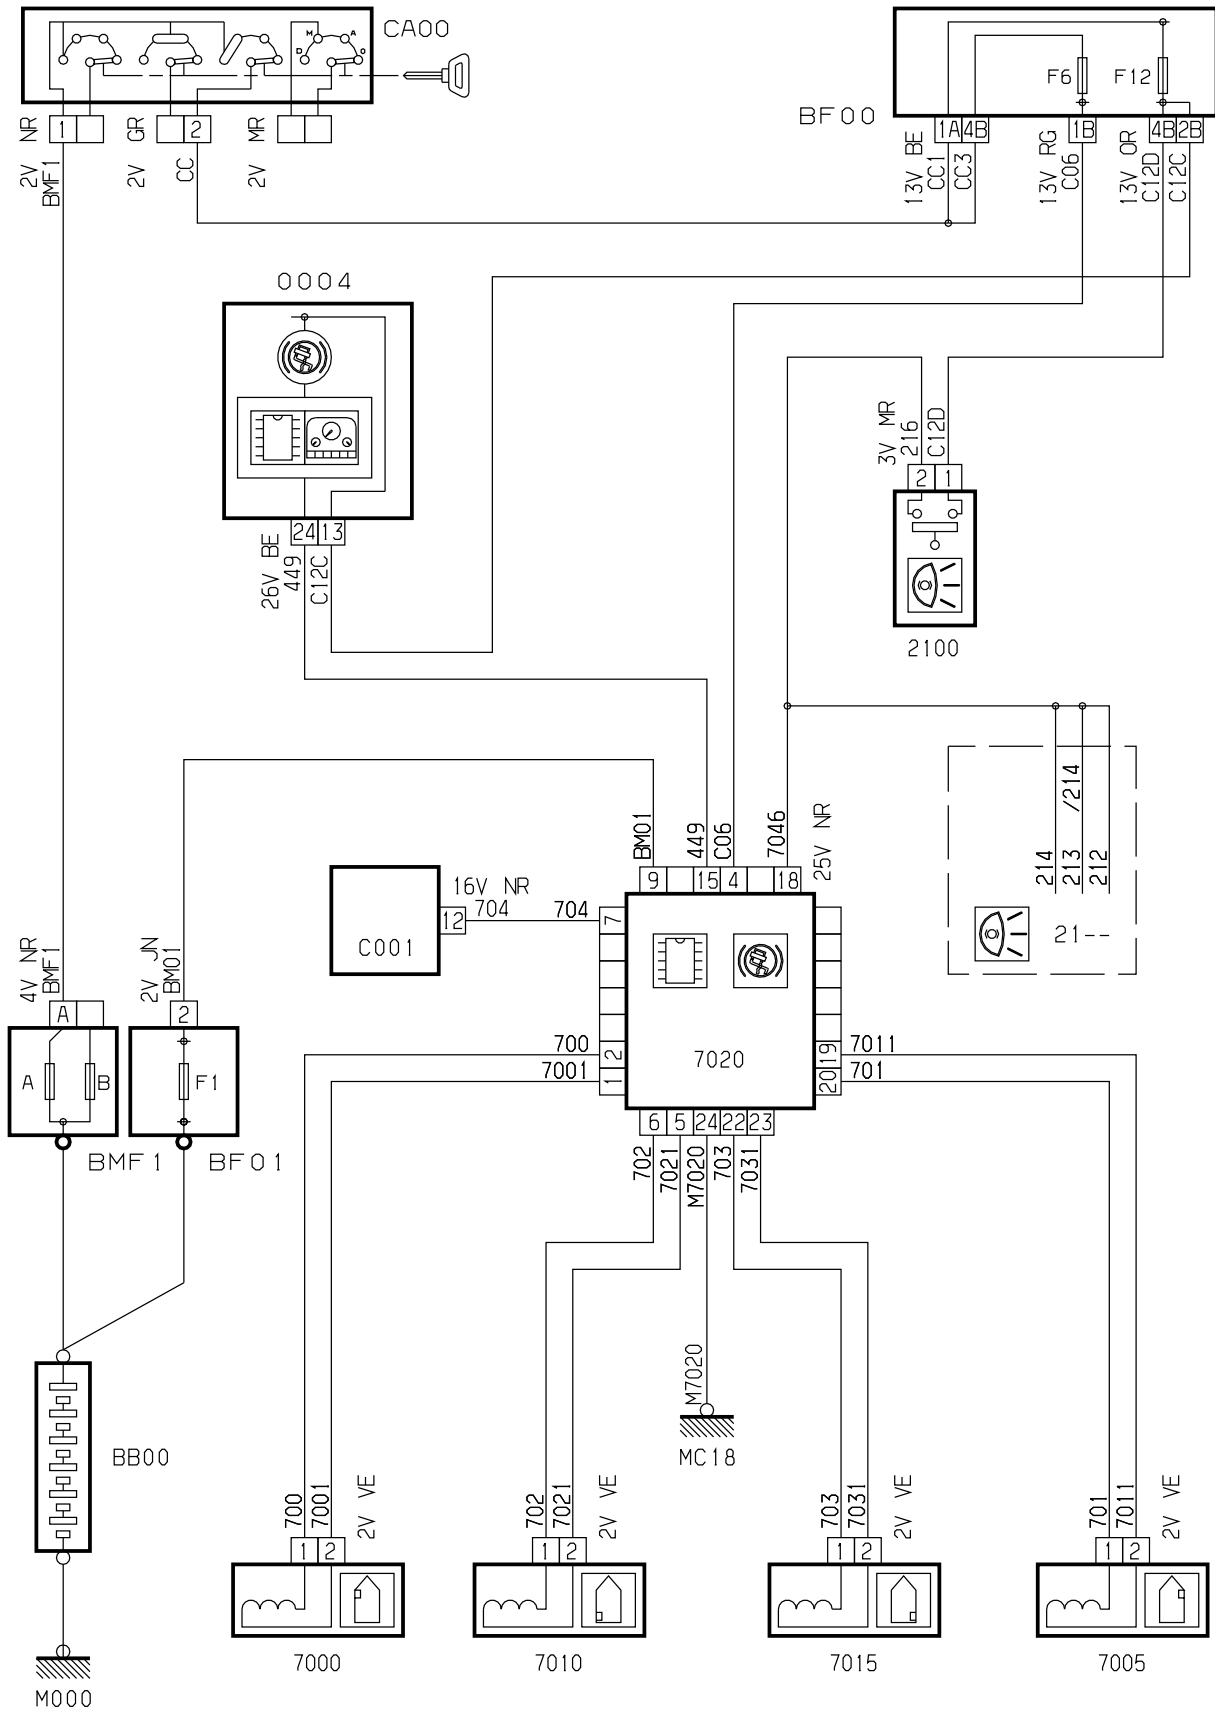 CA00
M
A
D
O
1
2
2V NR
BMF1
2V GR
CC
2V MR
BF00
F6
F12
1A
4B
1B
4B
2B
13V BE
CC1
CC3
13V RG
C06
13V OR
C12D
C12C
0004
24
13
26V BE
449
C12C
3V MR
216
C12D
2
1
2100
BM01
449
C06
7046
25V NR
9
15
4
18
214
213
/214
212
21--
C001
16V NR
12
704
704
7
7020
700
2
7001
1
19
7011
20
701
6
5
24
22
23
702
7021
M7020
703
7031
4V NR
BMF1
2V JN
BM01
A
2
A
B
F1
BMF1
BF01
BB00
M000
M7020
MC18
700
7001
2V VE
1
2
7000
702
7021
2V VE
1
2
7010
703
7031
2V VE
1
2
7015
701
7011
2V VE
1
2
7005